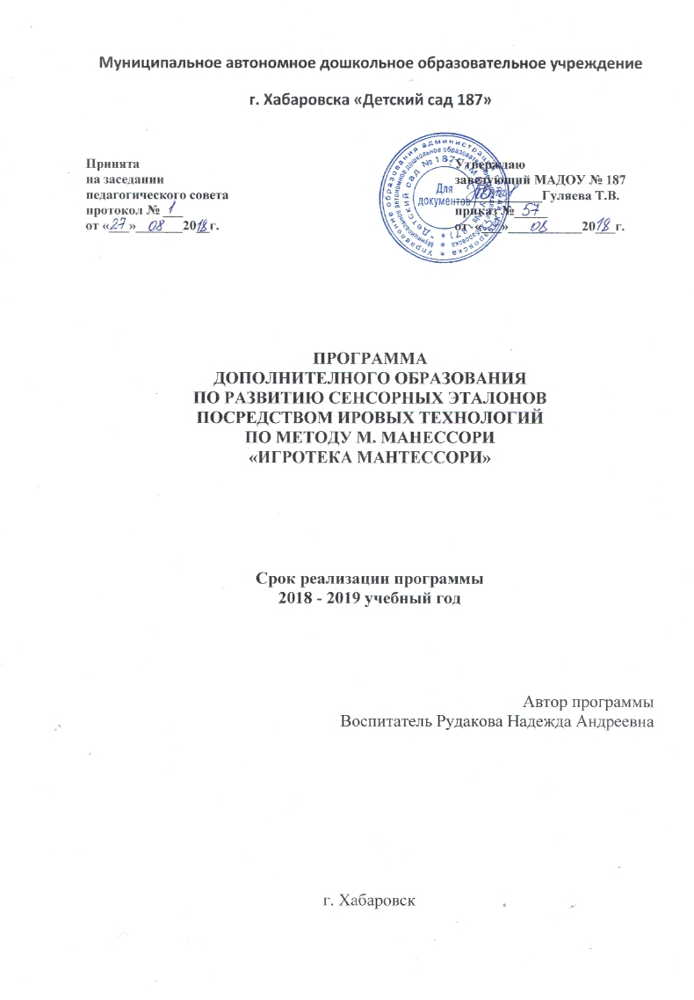 Муниципальное автономное дошкольное образовательное учреждение
г. Хабаровска «Детский сад 187»
Принята
на заседании
педагогического совета
протокол № 1
от «27» 08 2018 г.
Утверждаю
заведующий МАДОУ № 187
Гуляева Т.В.
приказ № 57
от « » 08 2018 г.
Для
документов
ПРОГРАММА
ДОПОЛНИТЕЛНОГО ОБРАЗОВАНИЯ
ПО РАЗВИТИЮ СЕНСОРНЫХ ЭТАЛОНОВ
ПОСРЕДСТВОМ ИРОВЫХ ТЕХНОЛОГИЙ
ПО МЕТОДУ М. МАНЕССОРИ
«ИГРОТЕКА МАНТЕССОРИ»
Срок реализации программы
2018 - 2019 учебный год
Автор программы
Воспитатель Рудакова Надежда Андреевна
г. Хабаровск